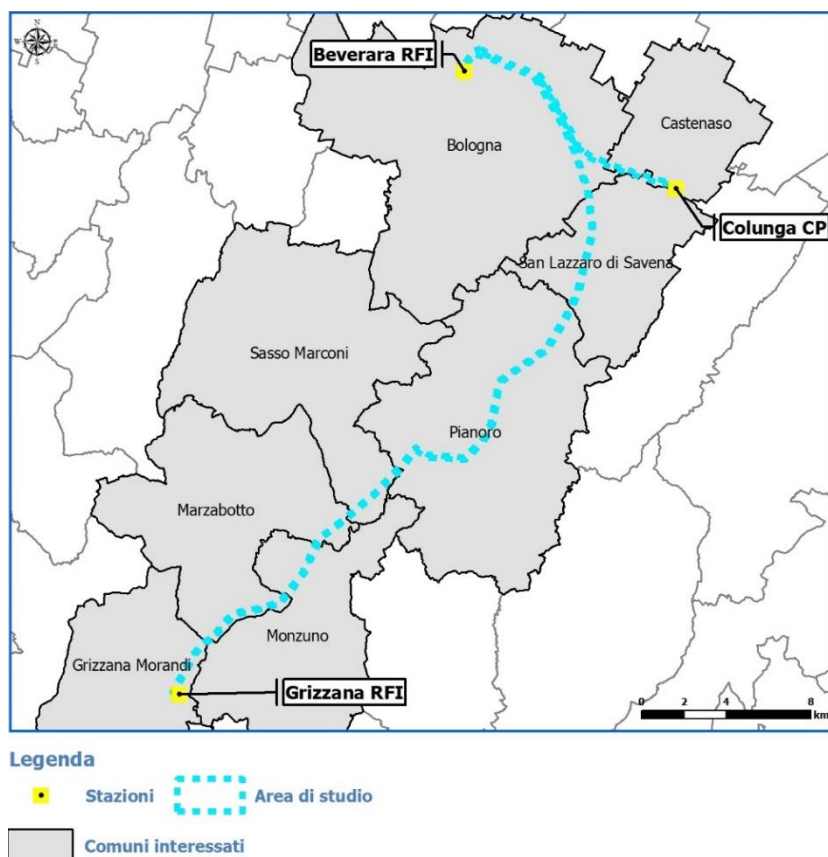 N
W
E
S
Beverara RFI
Castenaso
Bologna
Colunga CP
San Lazzaro di Savena
Sasso Marconi
Pianoro
Marzabotto
Monzuno
Grizzana Morandi
Grizzana RFI
0 2 4 8
km
Legenda
Stazioni
Area di studio
Comuni interessati